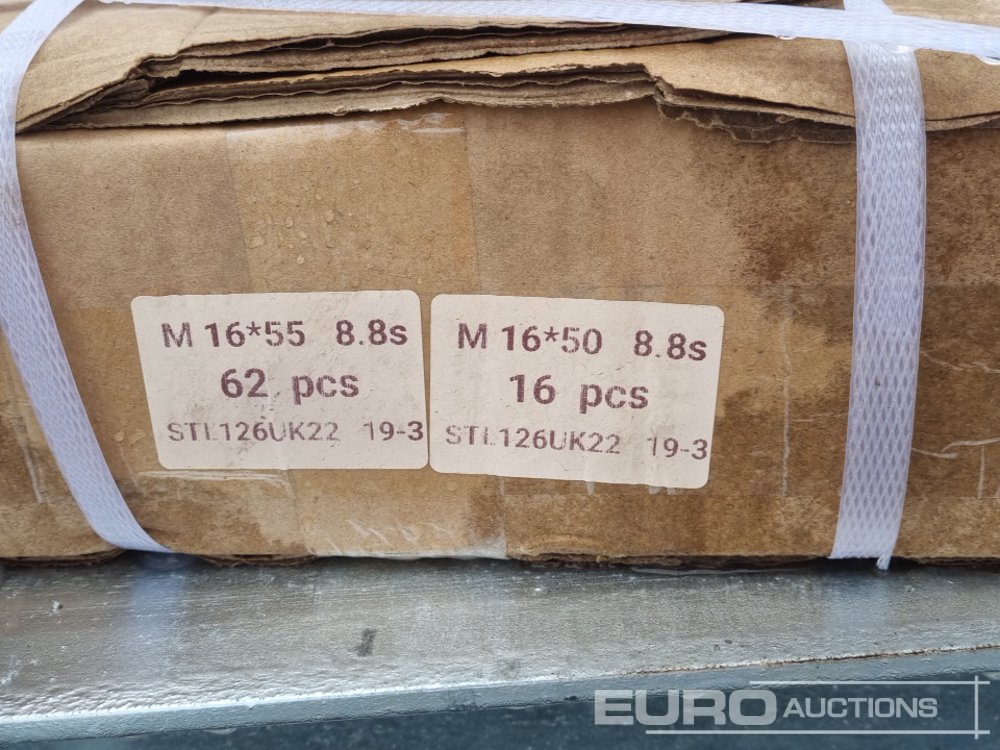 M 16*55 8.8s
62 pcs
STL126UK22 19-3
M 16*50 8.8s
16 pcs
STL126UK22 19-3
EURO AUCTIONS